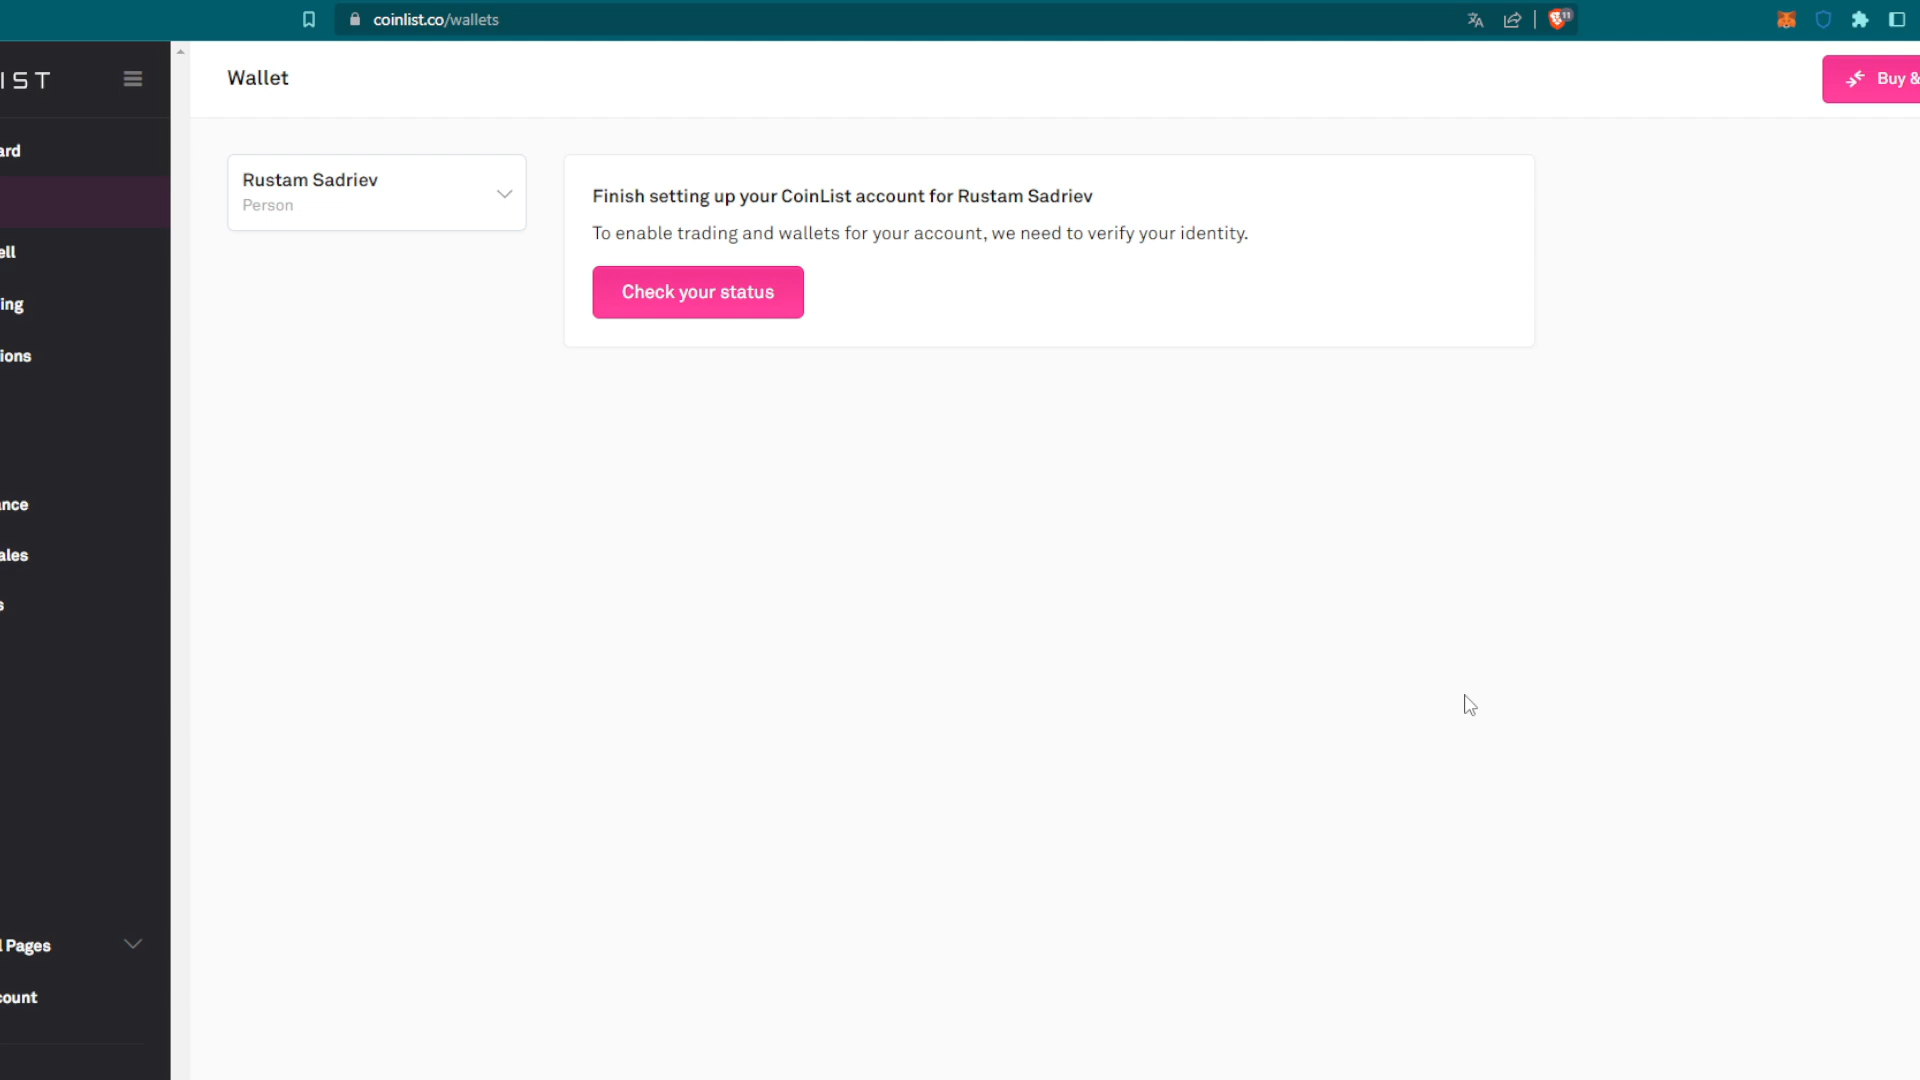 coinlist.co/wallets
11
IST
Wallet
Buy &
ard
Rustam Sadriev
Person
Finish setting up your CoinList account for Rustam Sadriev
To enable trading and wallets for your account, we need to verify your identity.
Check your status
ell
ing
ions
ance
ales
s
l Pages
count